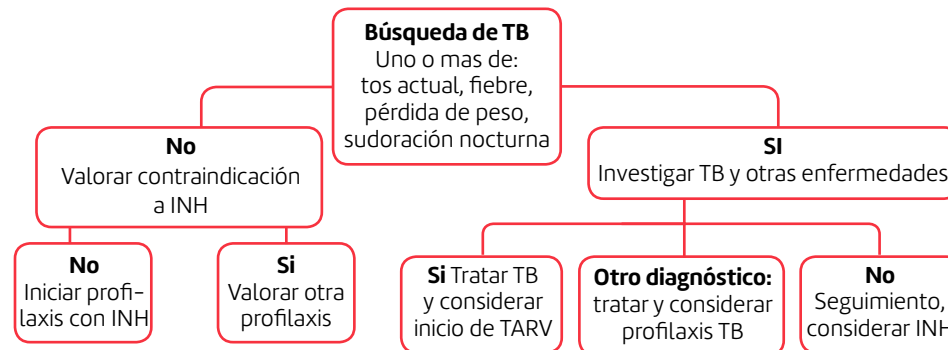 Búsqueda de TB
Uno o mas de:
tos actual, fiebre,
pérdida de peso,
sudoración nocturna
No
Valorar contraindicación
a INH
SI
Investigar TB y otras enfermedades
No
Iniciar profi-
laxis con INH
Si
Valorar otra
profilaxis
Si Tratar TB
y considerar
inicio de TARV
Otro diagnóstico:
tratar y considerar
profilaxis TB
No
Seguimiento,
considerar INH